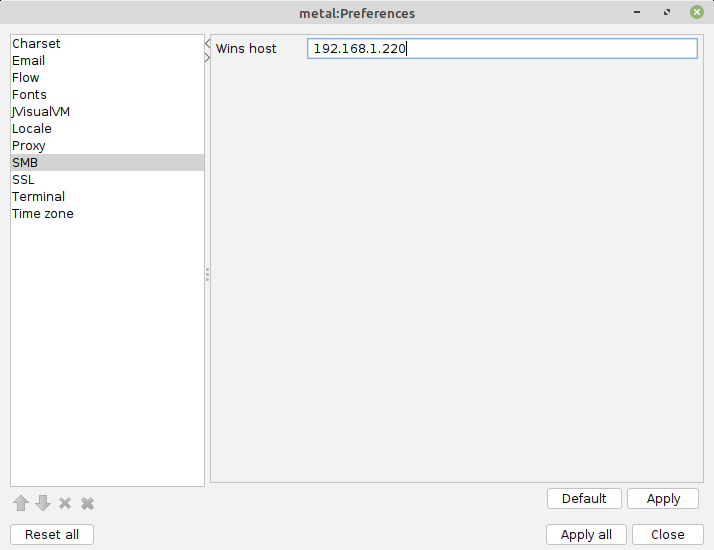 metal:Preferences
Charset
Email
Flow
Fonts
JVisualVM
Locale
Proxy
SMB
SSL
Terminal
Time zone
Wins host 192.168.1.220
Default Apply
Reset all Apply all Close